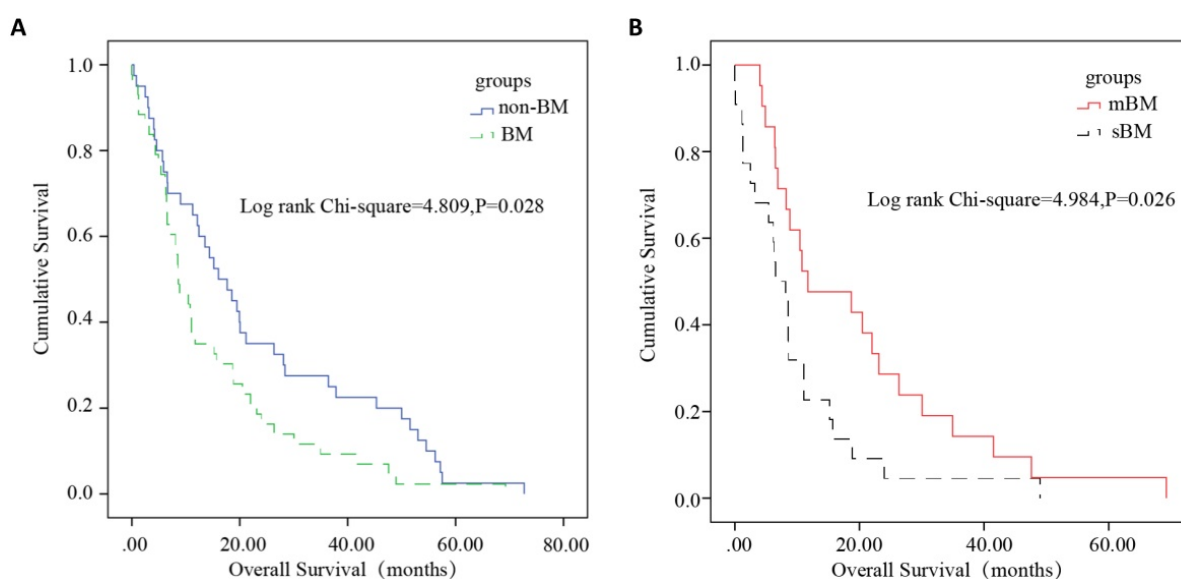 A
Cumulative Survival
1.0
0.8
0.6
0.4
0.2
0.0
groups
non-BM
BM
Log rank Chi-square=4.809,P=0.028
.00 20.00 40.00 60.00 80.00
Overall Survival（months）
B
Cumulative Survival
1.0
0.8
0.6
0.4
0.2
0.0
groups
mBM
sBM
Log rank Chi-square=4.984,P=0.026
.00 20.00 40.00 60.00
Overall Survival（months）